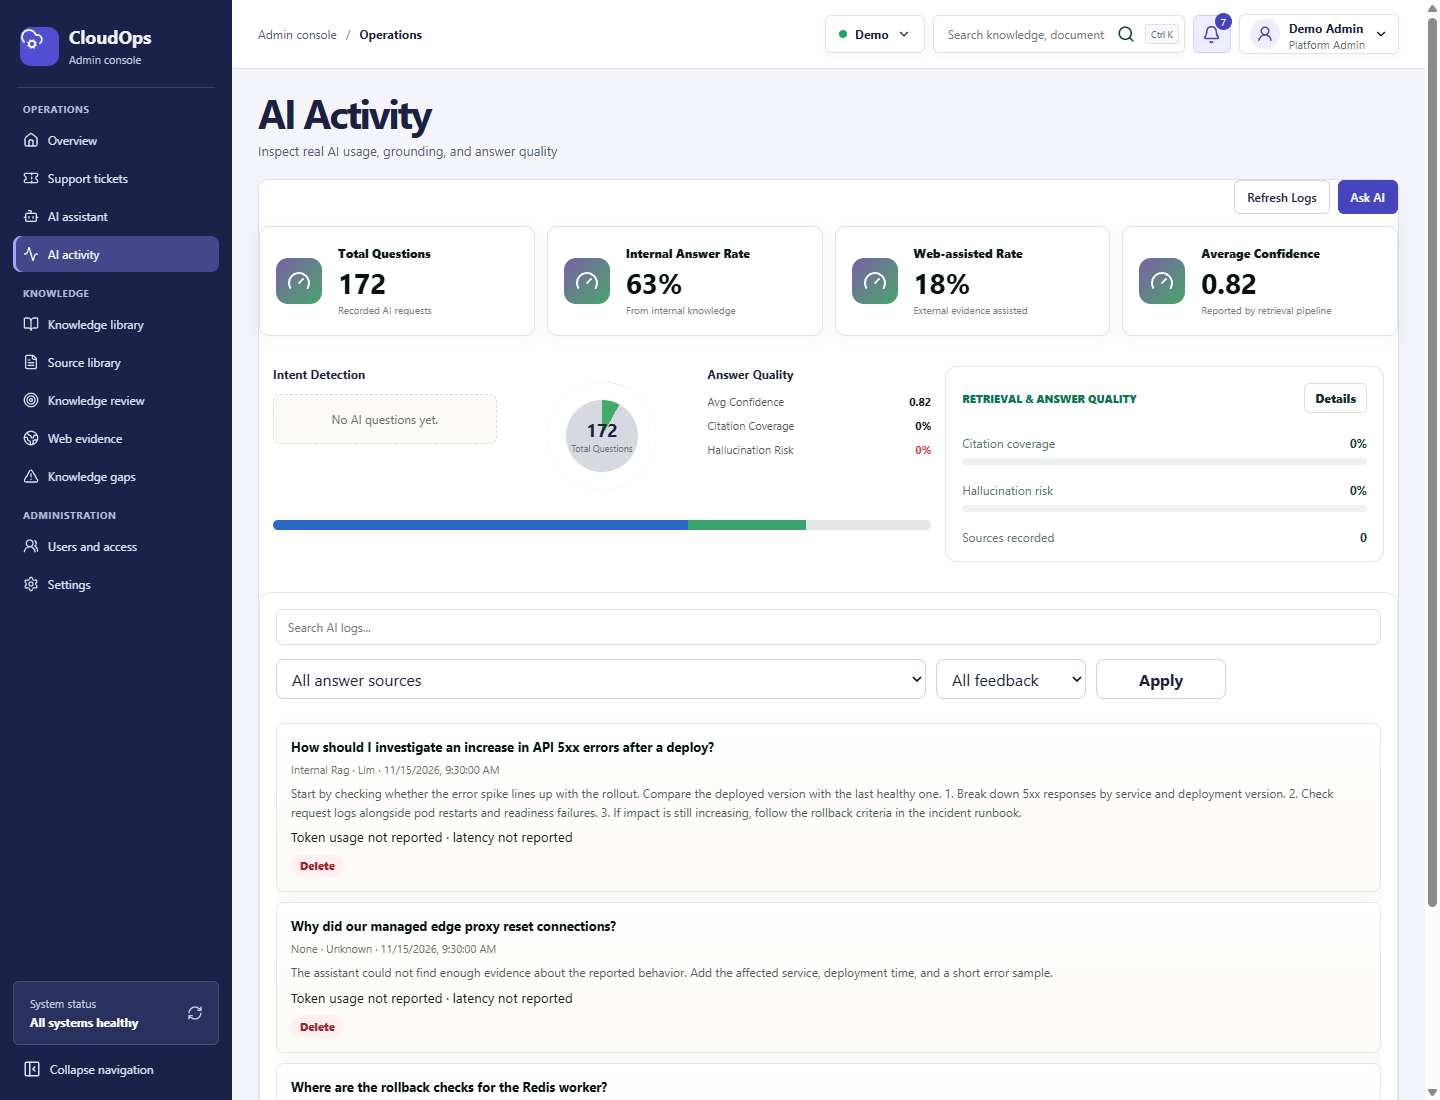 CloudOps
Admin console
OPERATIONS
Overview
Support tickets
AI assistant
AI activity
KNOWLEDGE
Knowledge library
Source library
Knowledge review
Web evidence
Knowledge gaps
ADMINISTRATION
Users and access
Settings
System status
All systems healthy
Collapse navigation
Admin console / Operations
Demo
Search knowledge, document
Ctrl K
7
Demo Admin
Platform Admin
AI Activity
Inspect real AI usage, grounding, and answer quality
Refresh Logs
Ask AI
Total Questions
172
Recorded AI requests
Internal Answer Rate
63%
From internal knowledge
Web-assisted Rate
18%
External evidence assisted
Average Confidence
0.82
Reported by retrieval pipeline
Intent Detection
No AI questions yet.
172
Total Questions
Answer Quality
Avg Confidence 0.82
Citation Coverage 0%
Hallucination Risk 0%
RETRIEVAL & ANSWER QUALITY
Details
Citation coverage 0%
Hallucination risk 0%
Sources recorded 0
Search AI logs...
All answer sources
All feedback
Apply
How should I investigate an increase in API 5xx errors after a deploy?
Internal Rag · Llm · 11/15/2026, 9:30:00 AM
Start by checking whether the error spike lines up with the rollout. Compare the deployed version with the last healthy one. 1. Break down 5xx responses by service and deployment version. 2. Check
request logs alongside pod restarts and readiness failures. 3. If impact is still increasing, follow the rollback criteria in the incident runbook.
Token usage not reported · latency not reported
Delete
Why did our managed edge proxy reset connections?
None · Unknown · 11/15/2026, 9:30:00 AM
The assistant could not find enough evidence about the reported behavior. Add the affected service, deployment time, and a short error sample.
Token usage not reported · latency not reported
Delete
Where are the rollback checks for the Redis worker?